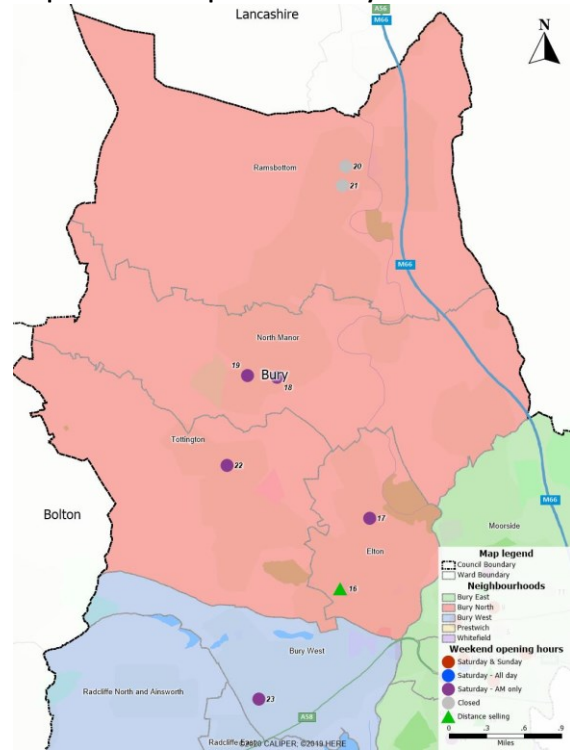 Lancashire
A56
M66
N
Ramsbottom
20
21
M66
North Manor
19
Bury
18
Tottington
22
Bolton
17
M66
Moorside
Elton
16
Map legend
Council Boundary
Ward Boundary
Neighbourhoods
Bury East
Bury North
Bury West
Prestwich
Whitefield
Weekend opening hours
Saturday & Sunday
Saturday - All day
Saturday - AM only
Closed
Distance selling
0 .3 .6 .9
Miles
Bury West
Radcliffe North and Ainsworth
23
A58
Radcliffe East
©2020 CALIPER; ©2019 HERE